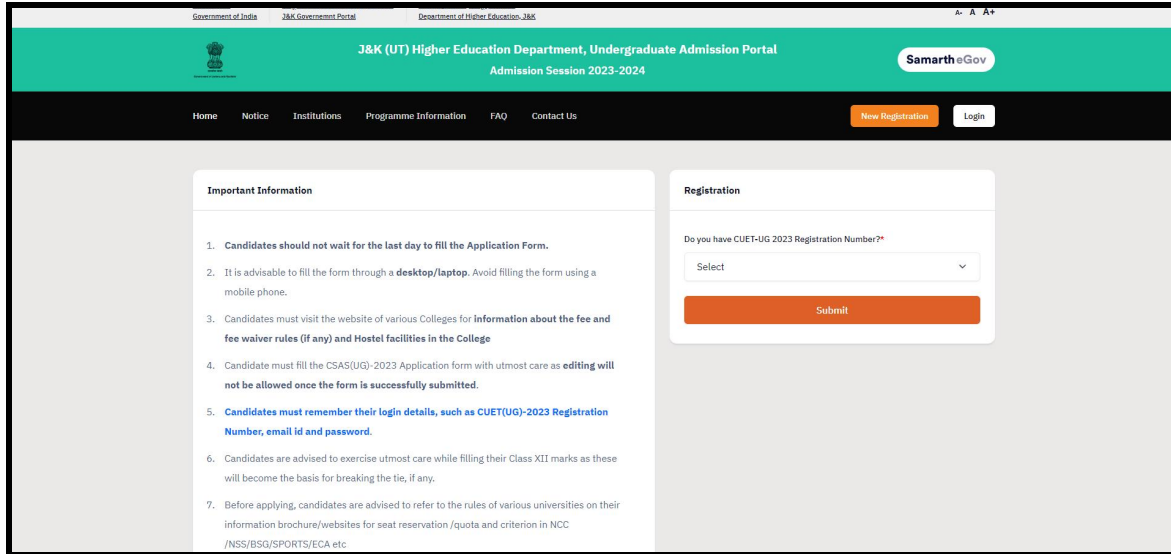 Government of India J&K Governemnt Portal Department of Higher Education, J&K A- A A+
J&K (UT) Higher Education Department, Undergraduate Admission Portal
Admission Session 2023-2024
Samarth eGov
Home Notice Institutions Programme Information FAQ Contact Us New Registration Login
Important Information
1. Candidates should not wait for the last day to fill the Application Form.
2. It is advisable to fill the form through a desktop/laptop. Avoid filling the form using a
mobile phone.
3. Candidates must visit the website of various Colleges for information about the fee and
fee waiver rules (if any) and Hostel facilities in the College
4. Candidate must fill the CSAS(UG)-2023 Application form with utmost care as editing will
not be allowed once the form is successfully submitted.
5. Candidates must remember their login details, such as CUET(UG)-2023 Registration
Number, email id and password.
6. Candidates are advised to exercise utmost care while filling their Class XII marks as these
will become the basis for breaking the tie, if any.
7. Before applying, candidates are advised to refer to the rules of various universities on their
information brochure/websites for seat reservation /quota and criterion in NCC
/NSS/BSG/SPORTS/ECA etc
Registration
Do you have CUET-UG 2023 Registration Number?*
Select
Submit